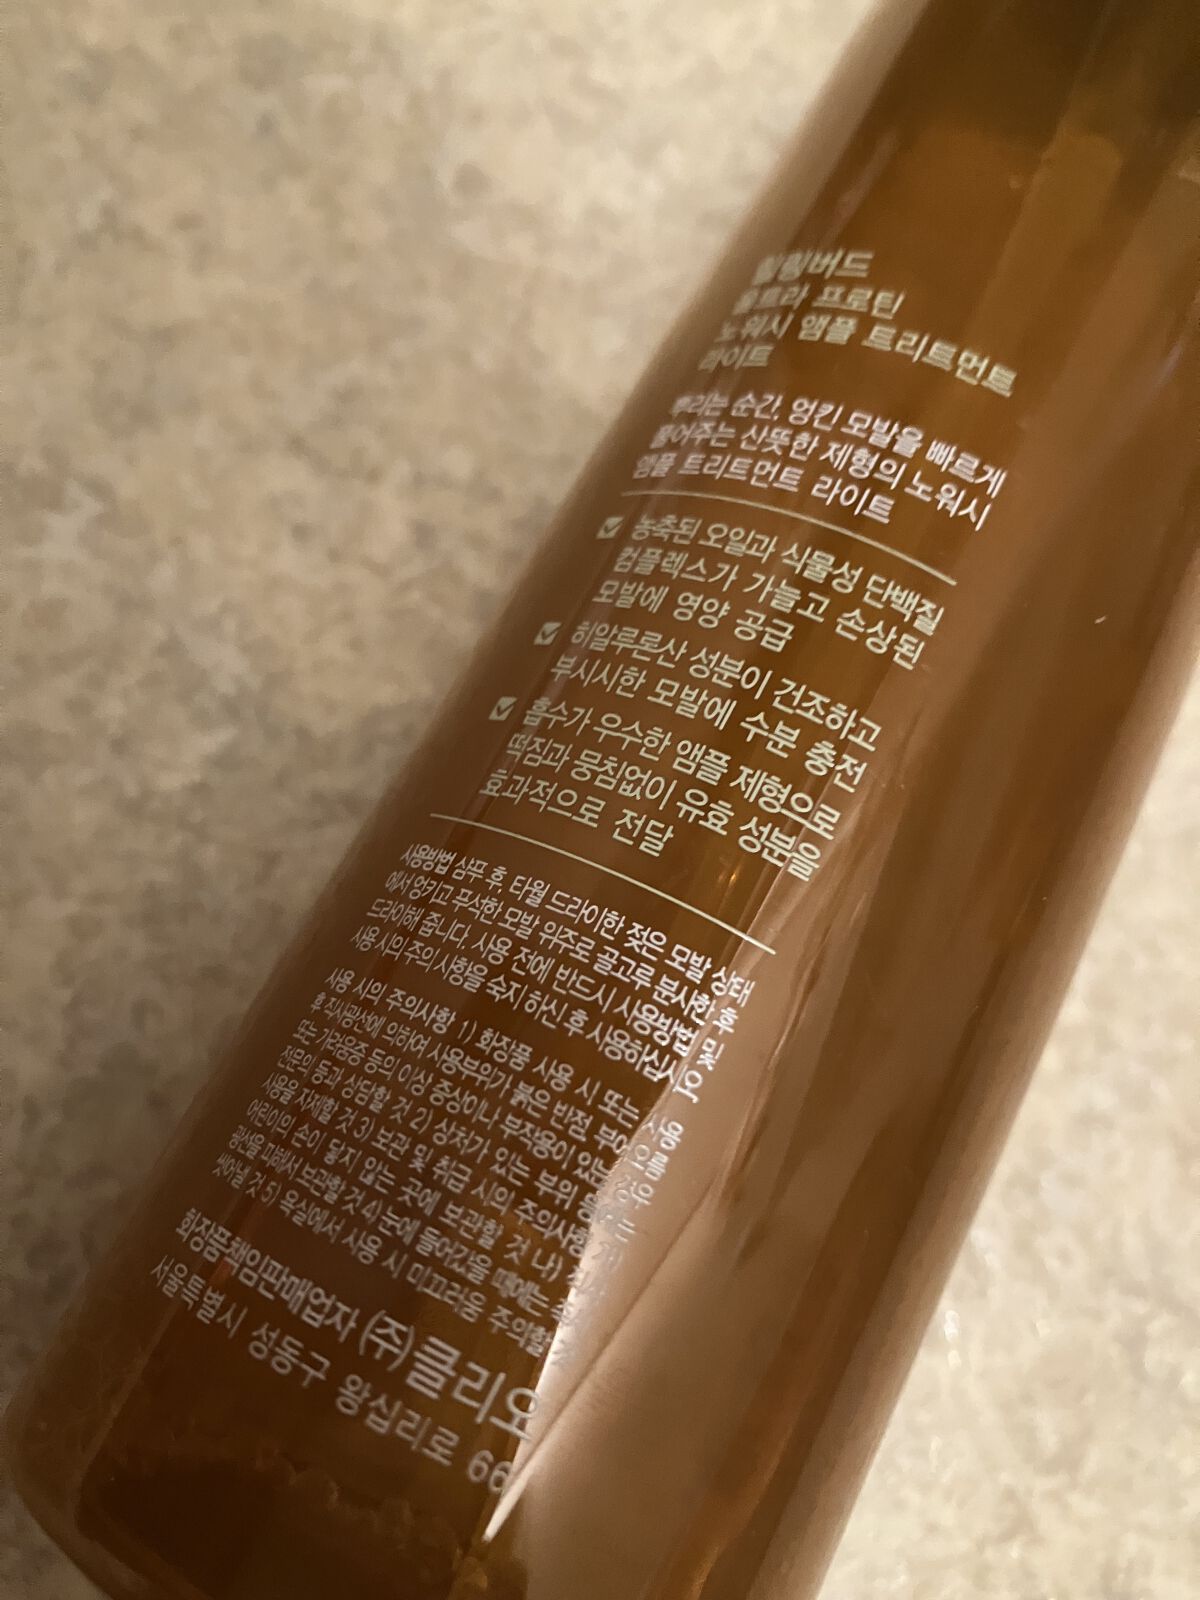 힐링버드
울트라 프로틴
노워시 앰플 트리트먼트
라이트
뿌리는 순간, 엉킨 모발을 빠르게
풀어주는 산뜻한 제형의 노워시
앰플 트리트먼트 라이트
농축된 오일과 식물성 단백질
컴플렉스가 가늘고 손상된
모발에 영양 공급
히알루론산 성분이 건조하고
부시시한 모발에 수분 충전
흡수가 우수한 앰플 제형으로
떡짐과 뭉침없이 유효 성분을
효과적으로 전달
사용방법 샴푸 후, 타월 드라이한 젖은 모발 상태
에서 엉키고 푸석한 모발 위주로 골고루 분사한 후
드라이해 줍니다. 사용 전에 반드시 사용방법 및
사용 시의 주의사항을 숙지 하신 후 사용하십시오.
사용 시의 주의사항 1) 화장품 사용 시 또는 사용
후 직사광선에 의하여 사용부위가 붉은 반점, 부어오름
또는 가려움증 등의 이상 증상이나 부작용이 있는 경우
전문의 등과 상담할 것 2) 상처가 있는 부위 등에는
사용을 자제할 것 3) 보관 및 취급 시의 주의사항 가)
어린이의 손이 닿지 않는 곳에 보관할 것 나)
광선을 피해서 보관할 것 4) 눈에 들어갔을 때에는
씻어낼 것 5) 욕실에서 사용 시 미끄러움 주의할
화장품책임판매업자 (주)클리오
서울특별시 성동구 왕십리로 66